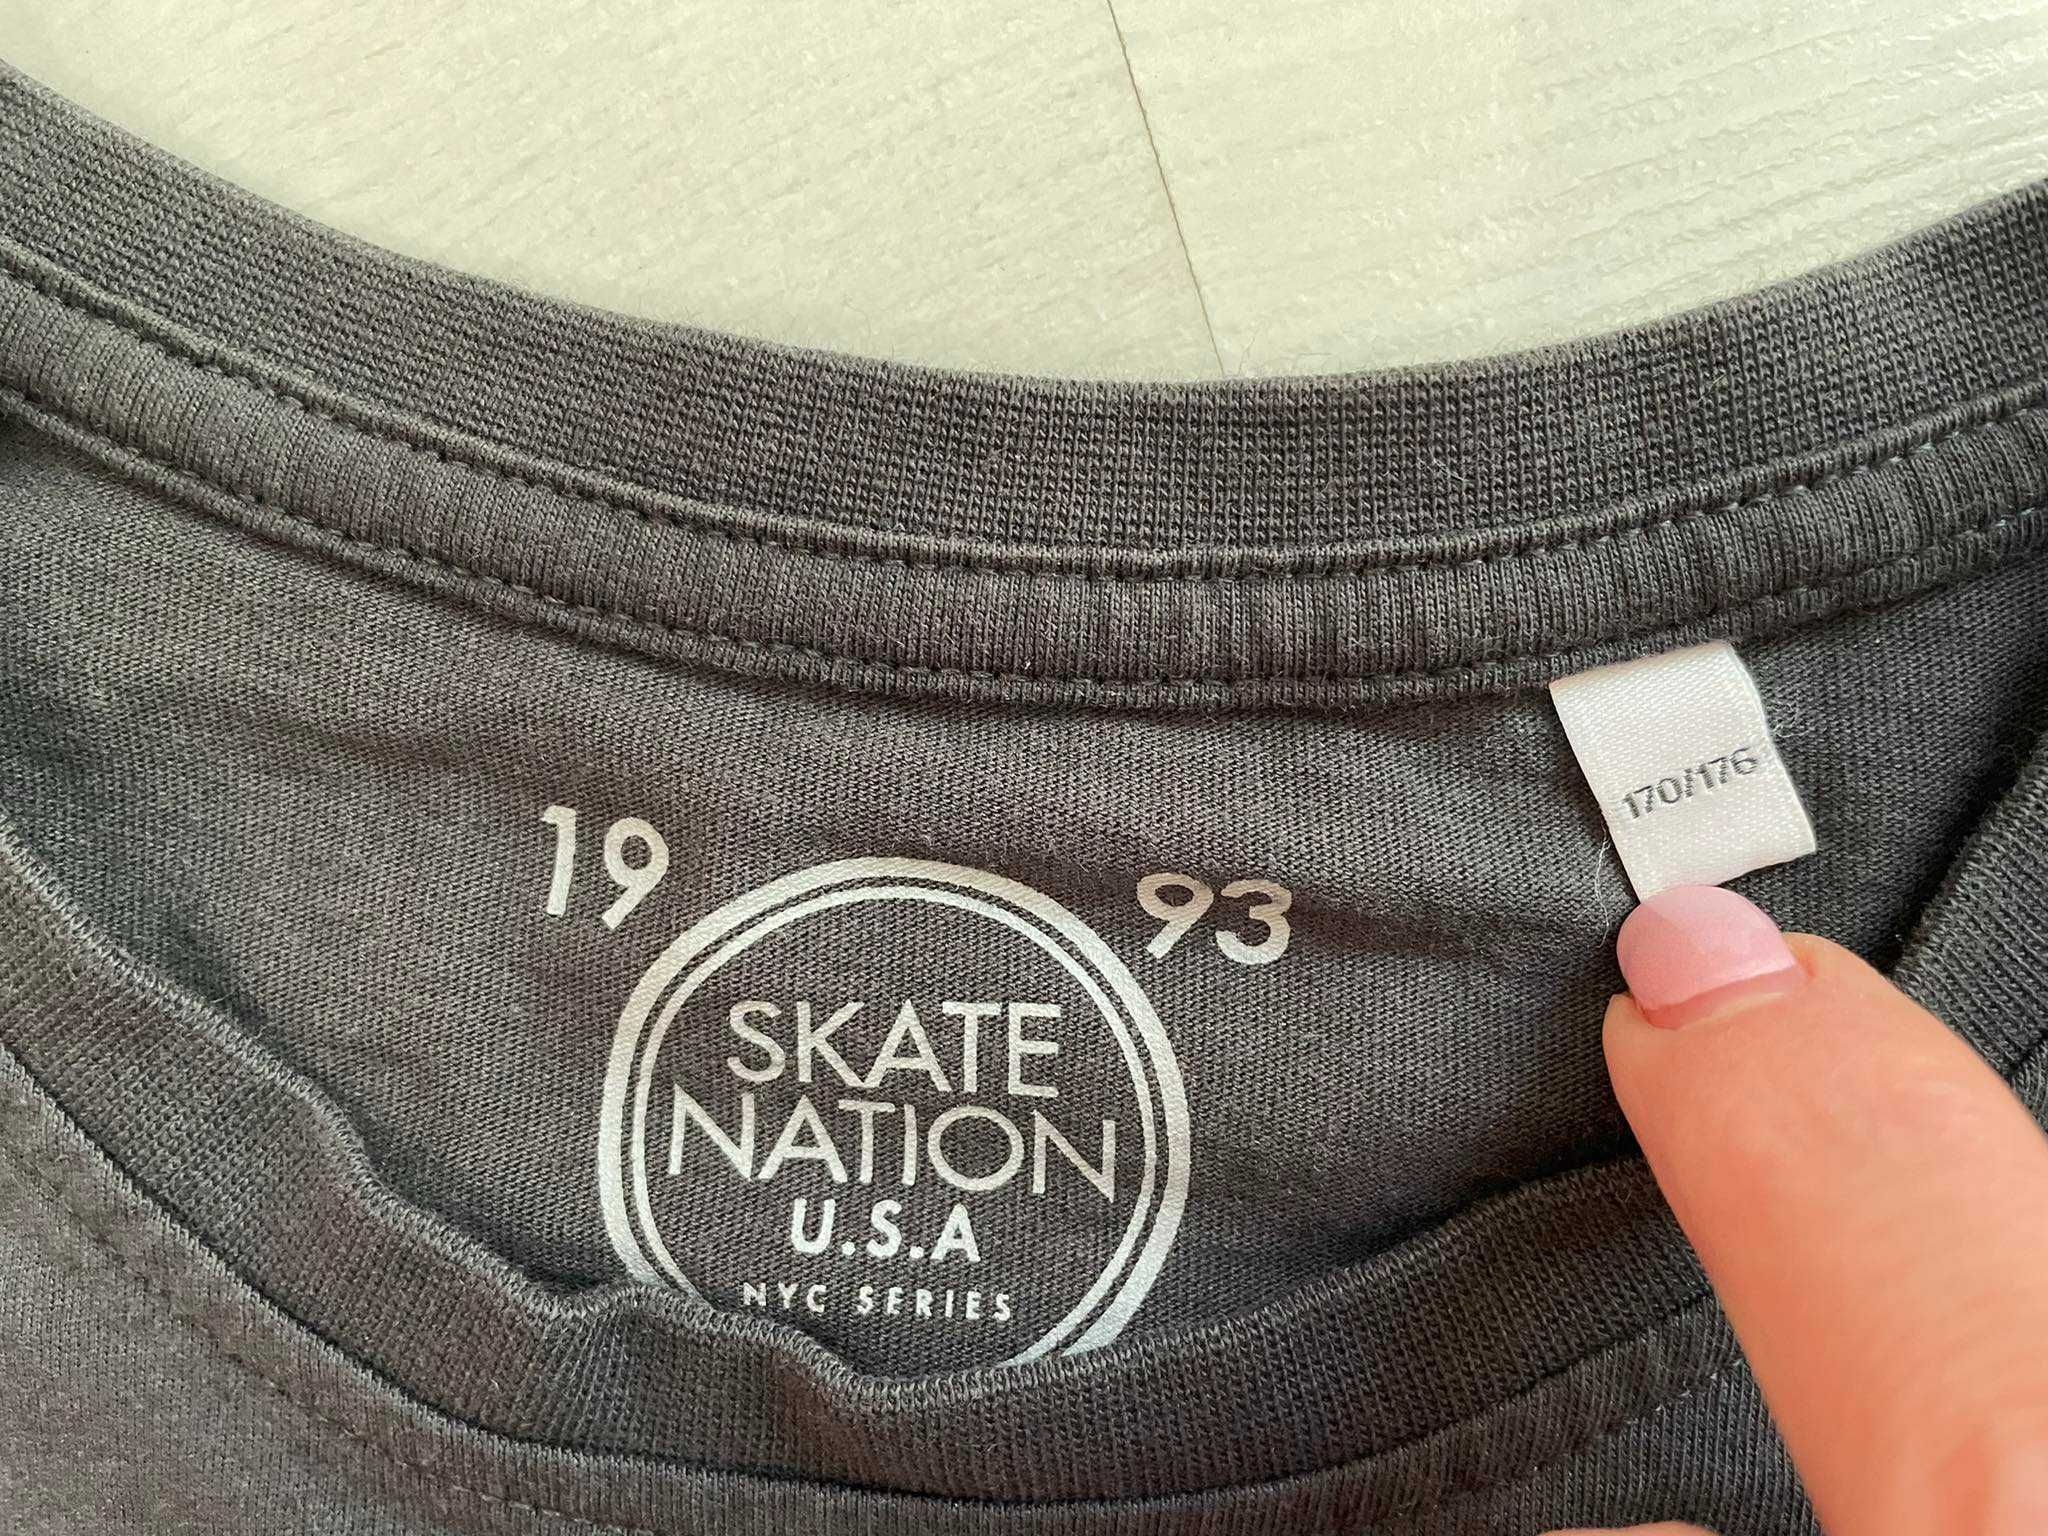 19 93
SKATE
NATION
U.S.A
NYC SERIES
170/176